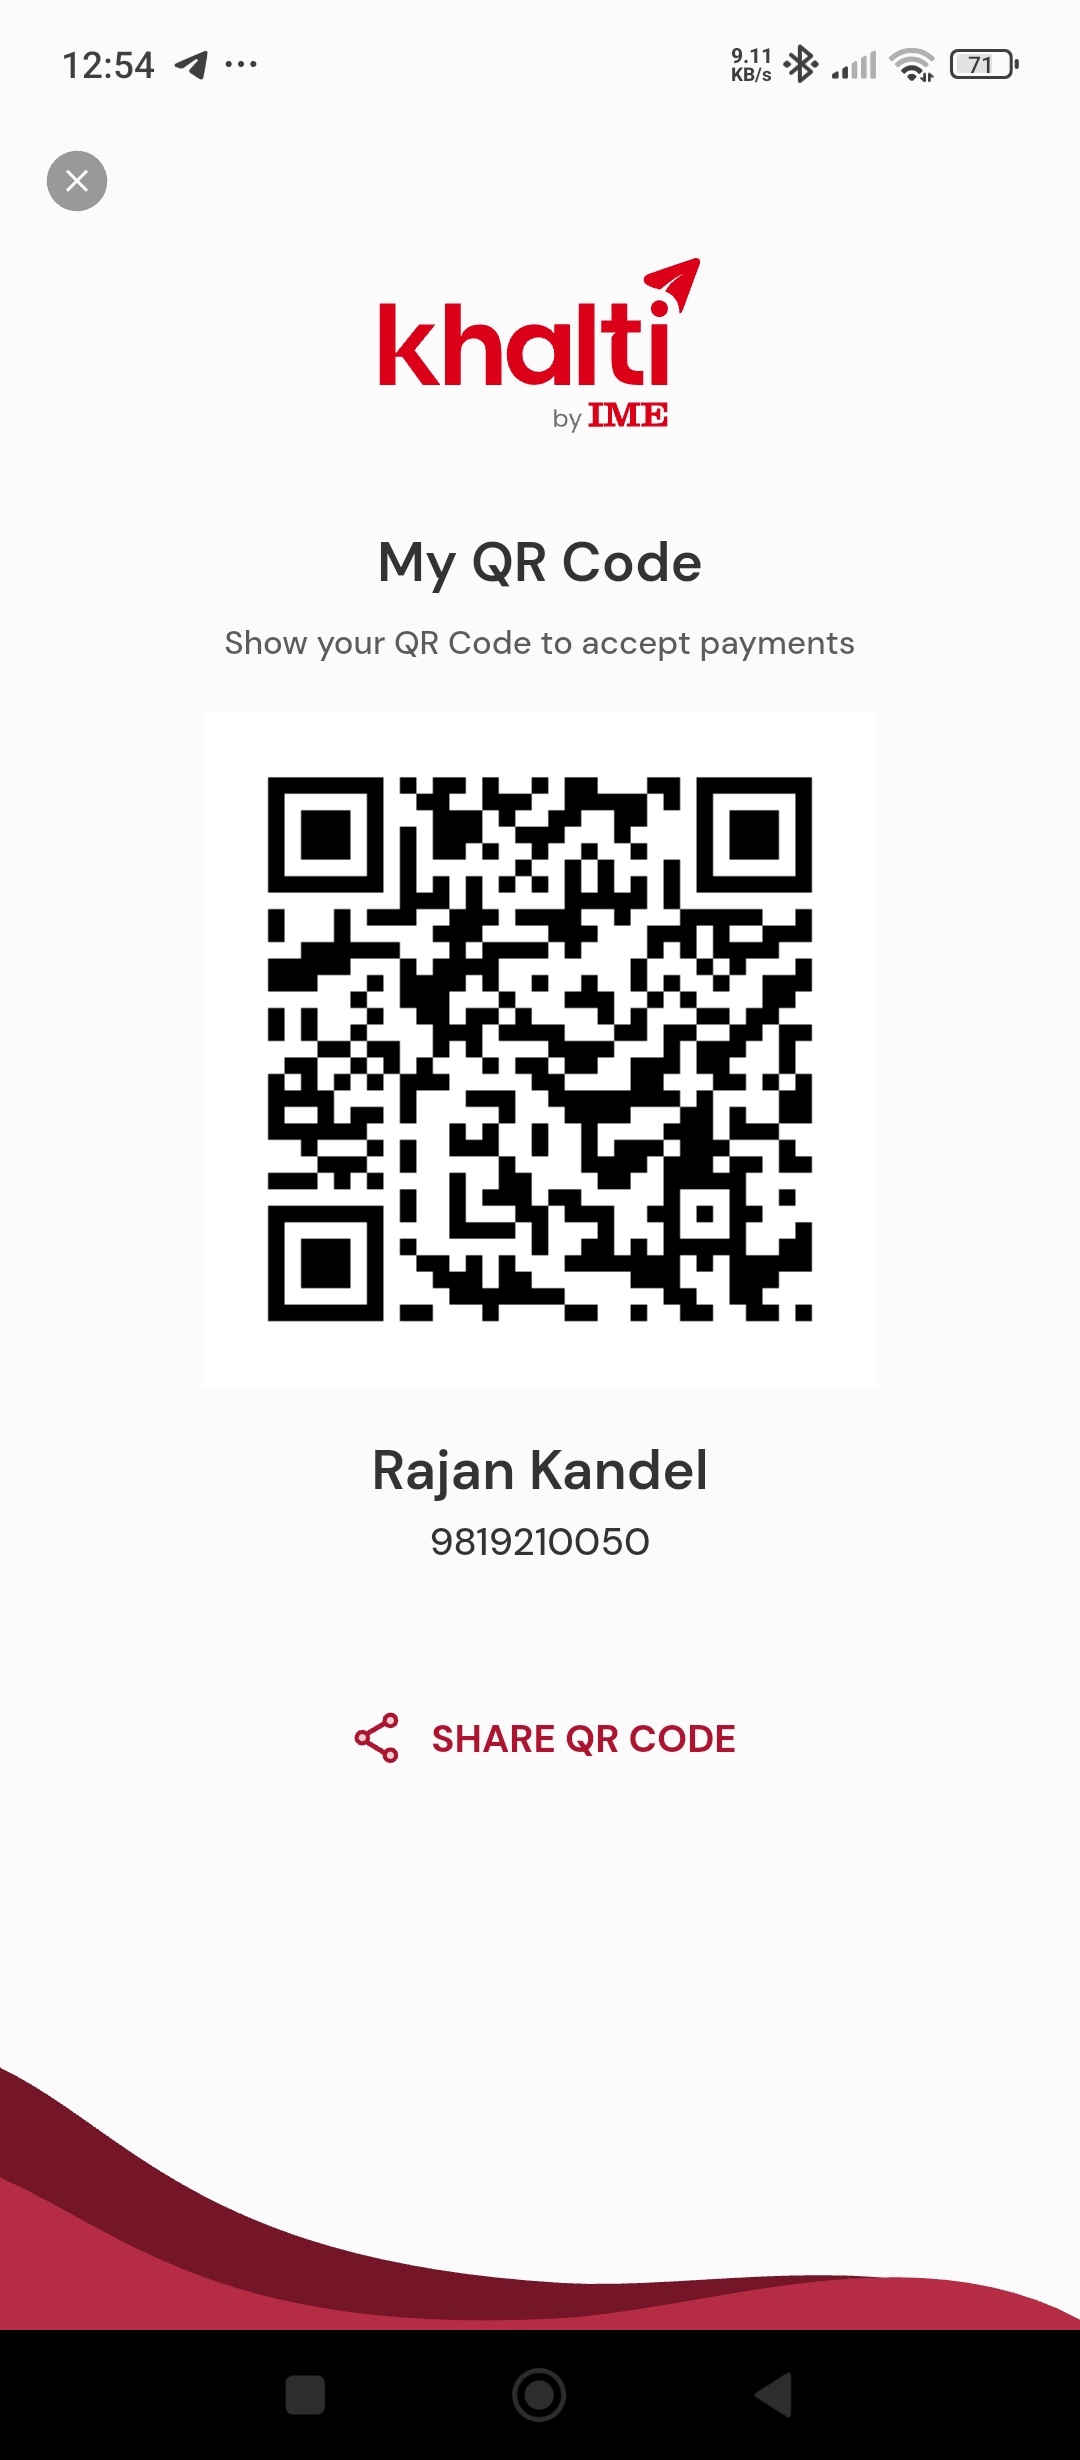 12:54
9.11
KB/s
71
khalti
by IME
My QR Code
Show your QR Code to accept payments
Rajan Kandel
9819210050
SHARE QR CODE